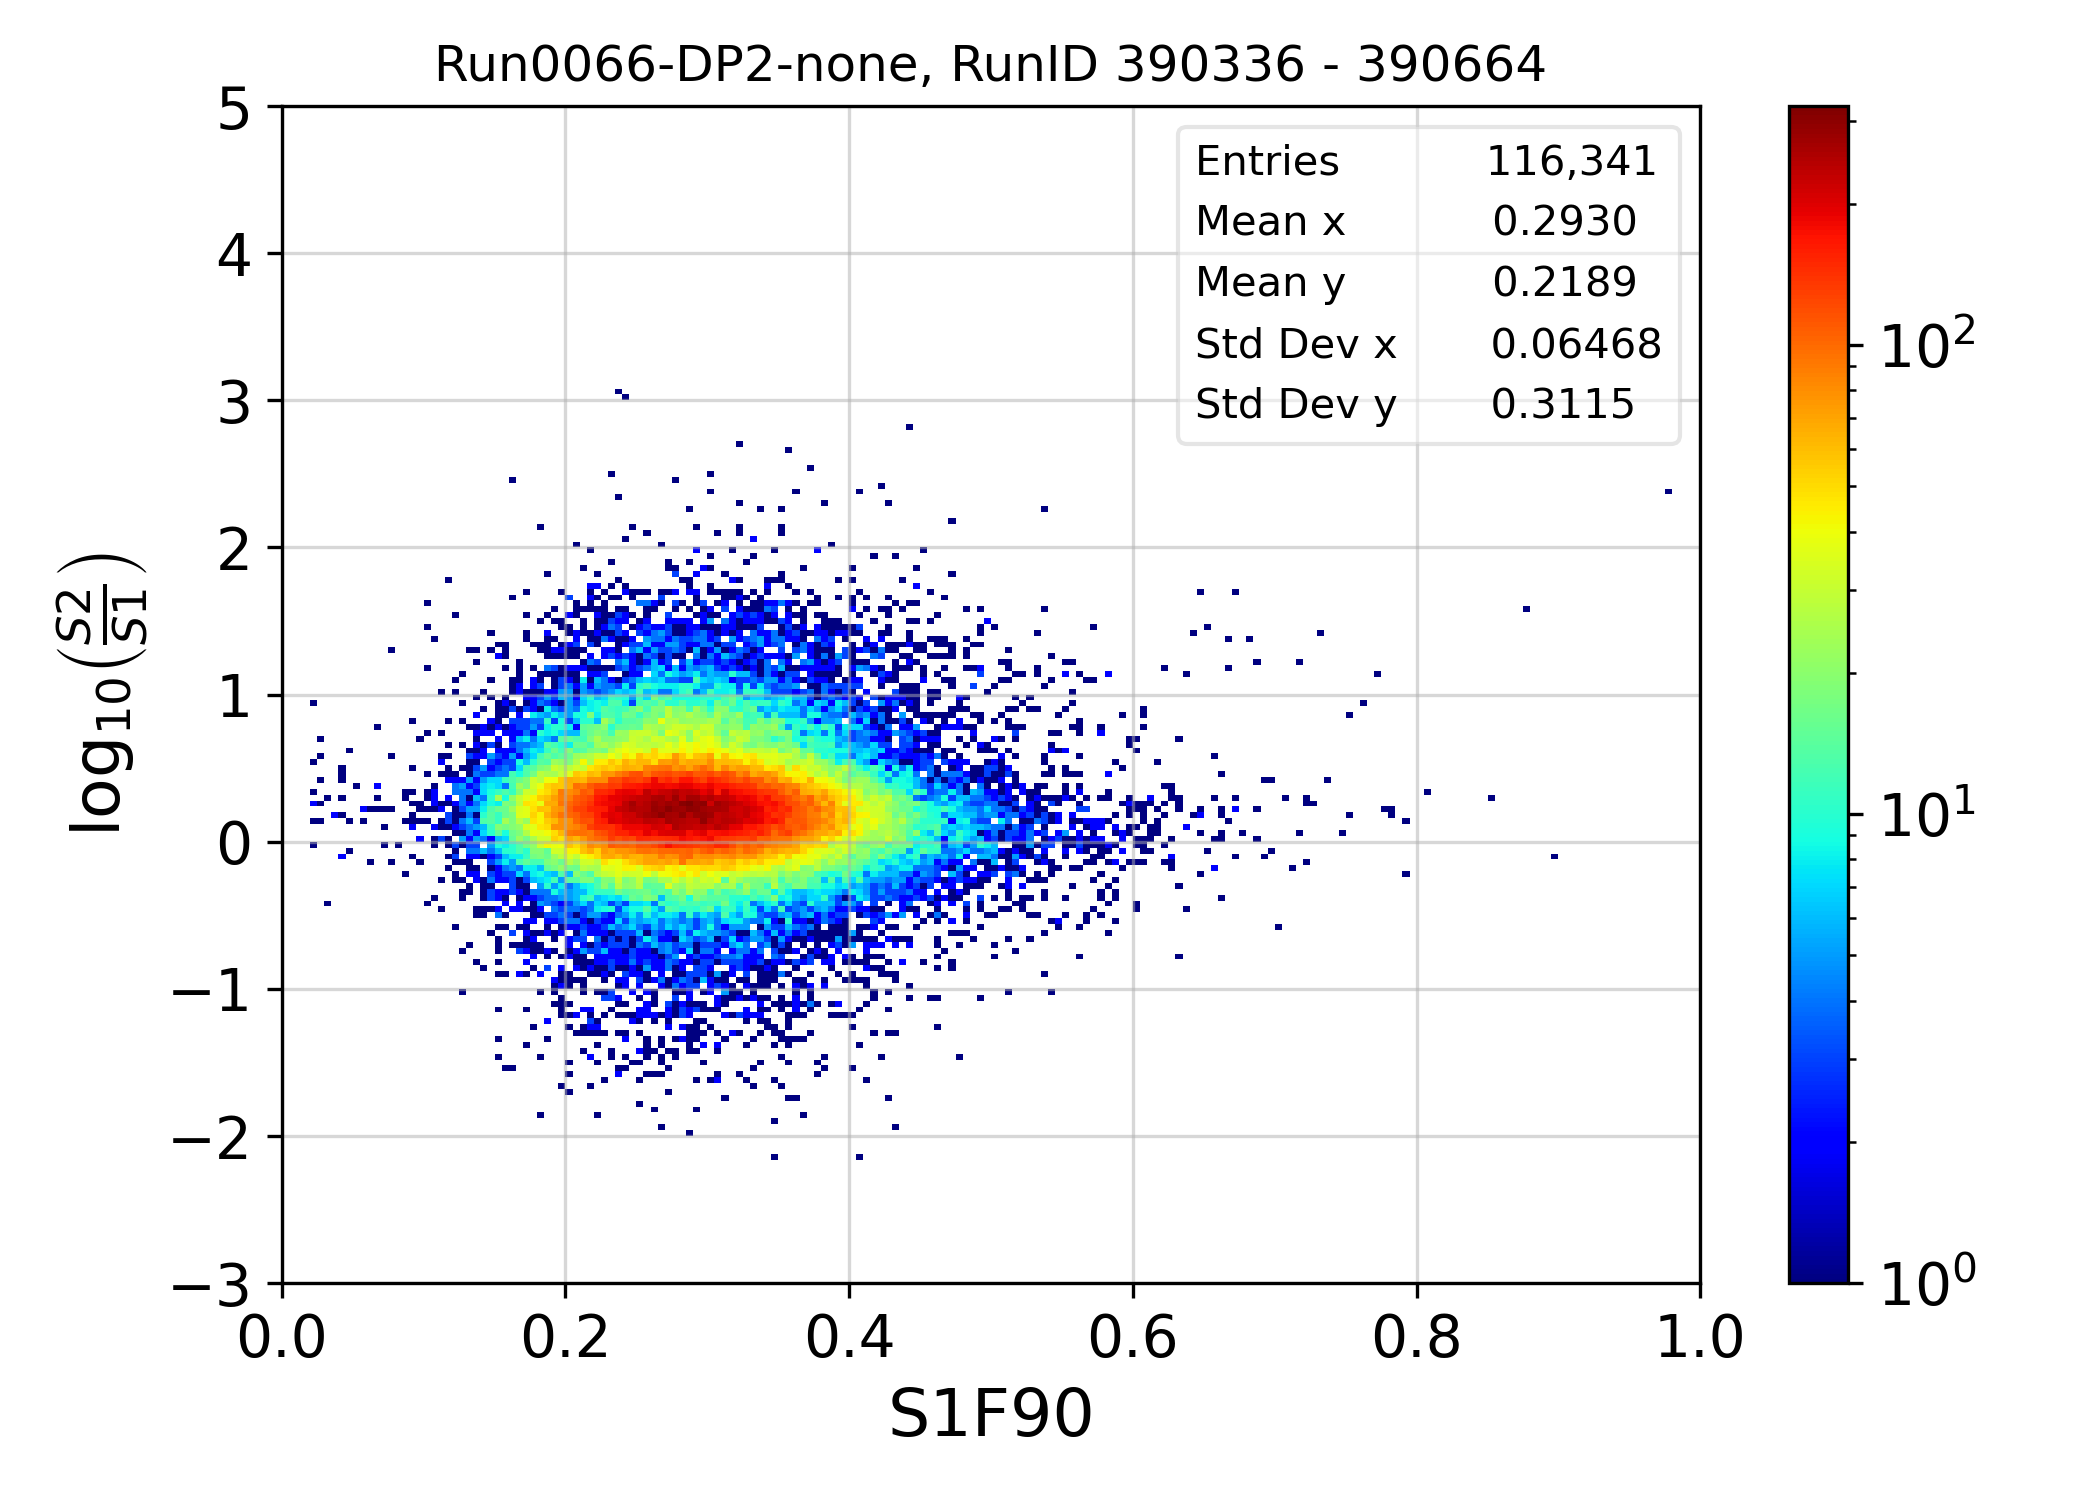 Run0066-DP2-none, RunID 390336 - 390664
5
4
3
2
1
0
−1
−2
−3
log10(S2/S1)
Entries 116,341
Mean x 0.2930
Mean y 0.2189
Std Dev x 0.06468
Std Dev y 0.3115
10²
10¹
10⁰
0.0 0.2 0.4 0.6 0.8 1.0
S1F90